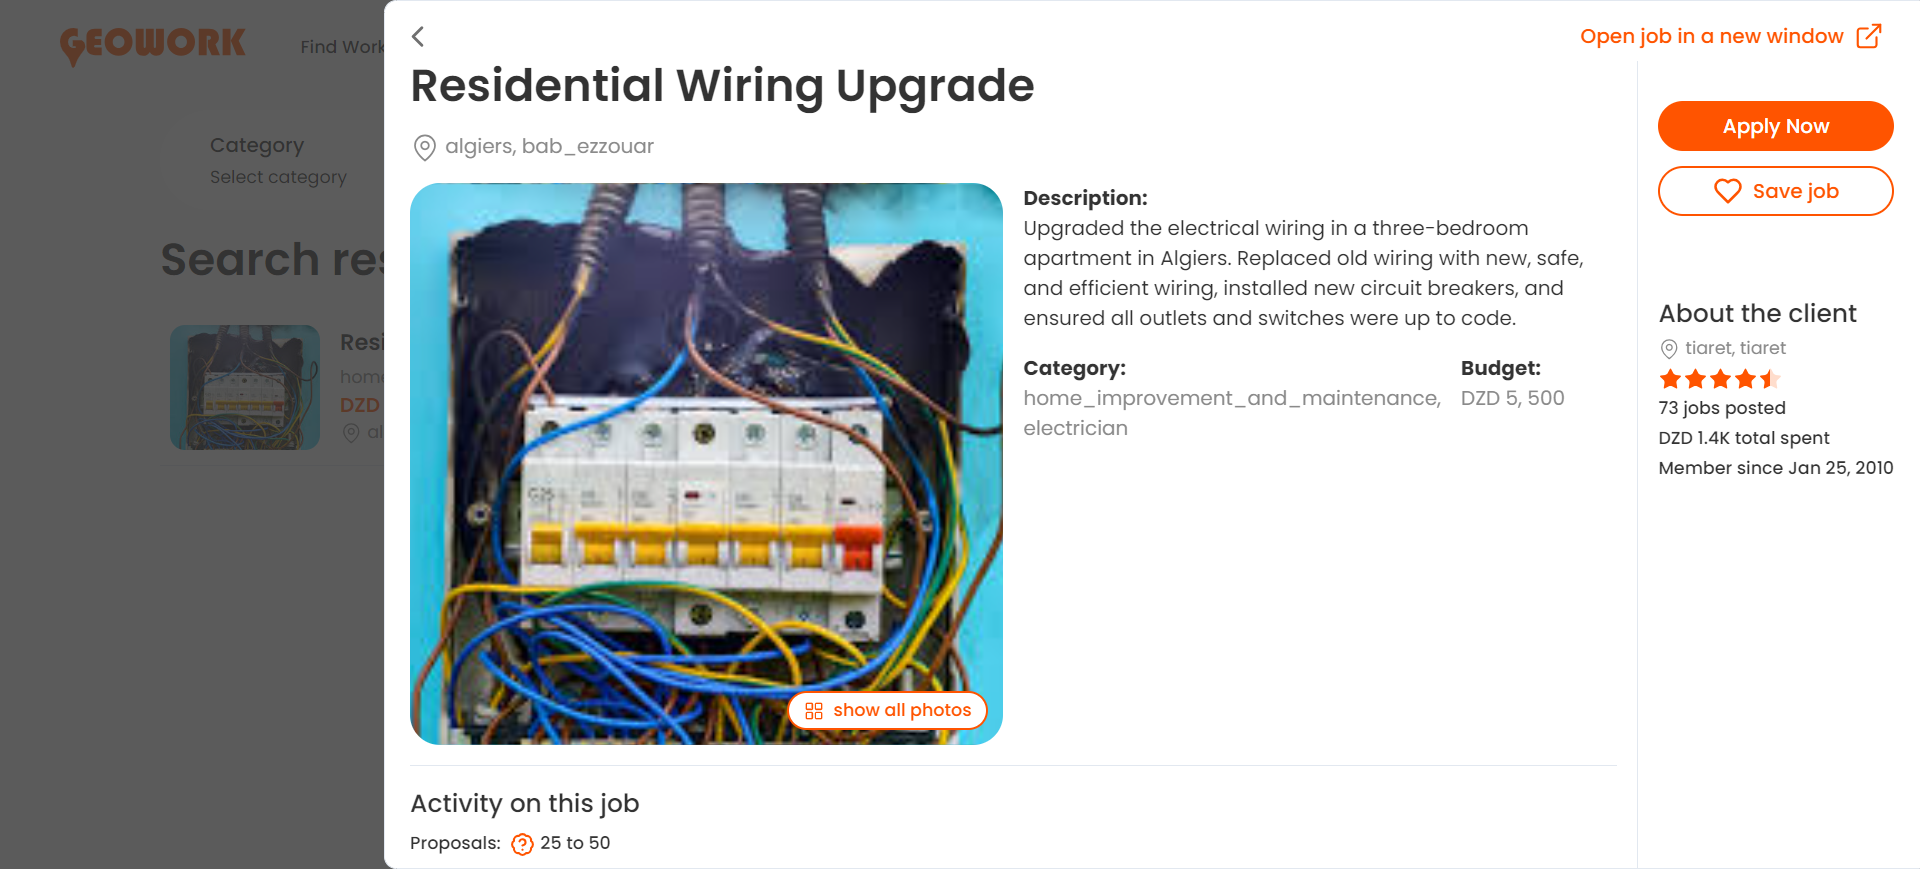 GEOWORK
Find Work
Category
Select category
Search res
Resi
home
DZD
al
Open job in a new window
Residential Wiring Upgrade
algiers, bab_ezzouar
Description:
Upgraded the electrical wiring in a three-bedroom
apartment in Algiers. Replaced old wiring with new, safe,
and efficient wiring, installed new circuit breakers, and
ensured all outlets and switches were up to code.
Category:
home_improvement_and_maintenance,
electrician
Budget:
DZD 5, 500
C25
show all photos
Activity on this job
Proposals: 25 to 50
Apply Now
Save job
About the client
tiaret, tiaret
73 jobs posted
DZD 1.4K total spent
Member since Jan 25, 2010